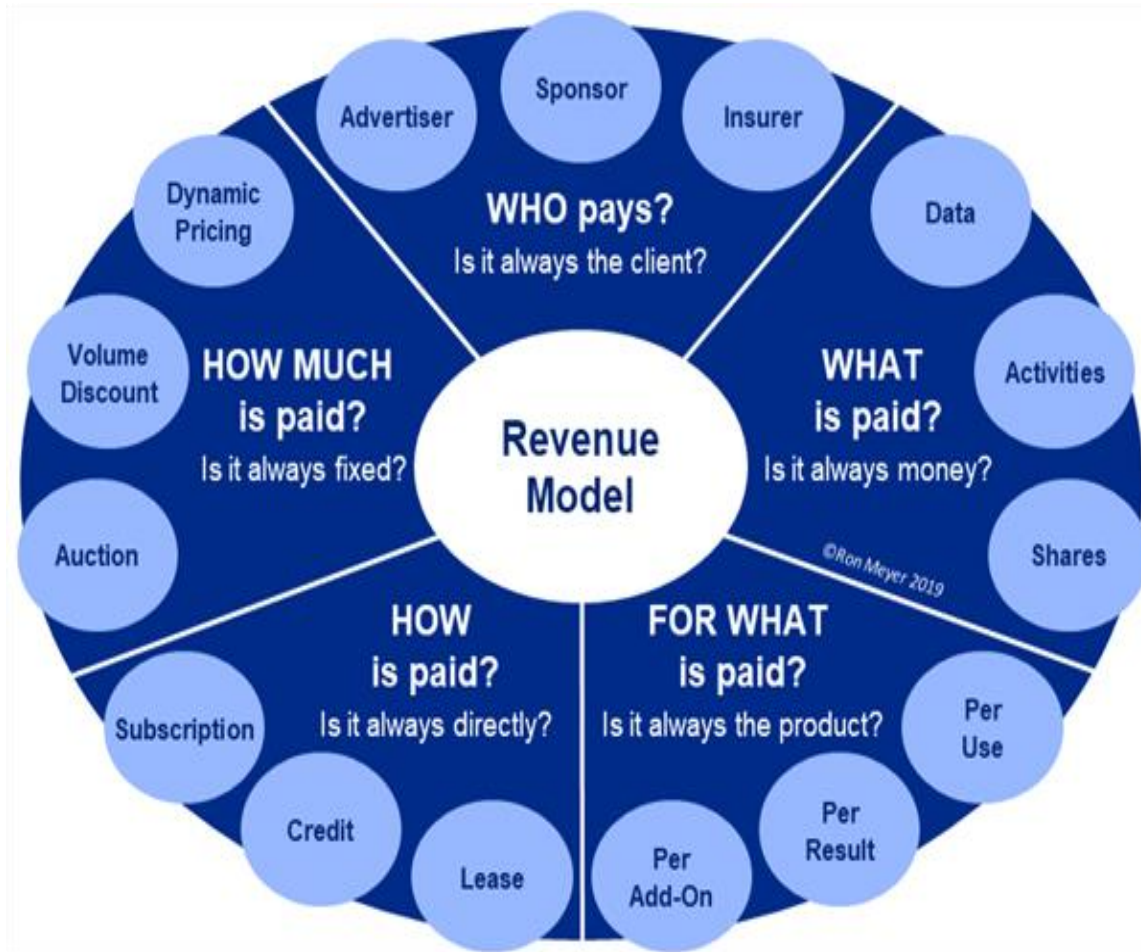 Advertiser
Sponsor
Insurer
WHO pays?
Is it always the client?
Data
Activities
Shares
WHAT
is paid?
Is it always money?
©Ron Meyer 2019
Per
Use
Per
Result
Per
Add-On
FOR WHAT
is paid?
Is it always the product?
Lease
Credit
Subscription
HOW
is paid?
Is it always directly?
Auction
Volume
Discount
Dynamic
Pricing
HOW MUCH
is paid?
Is it always fixed?
Revenue
Model